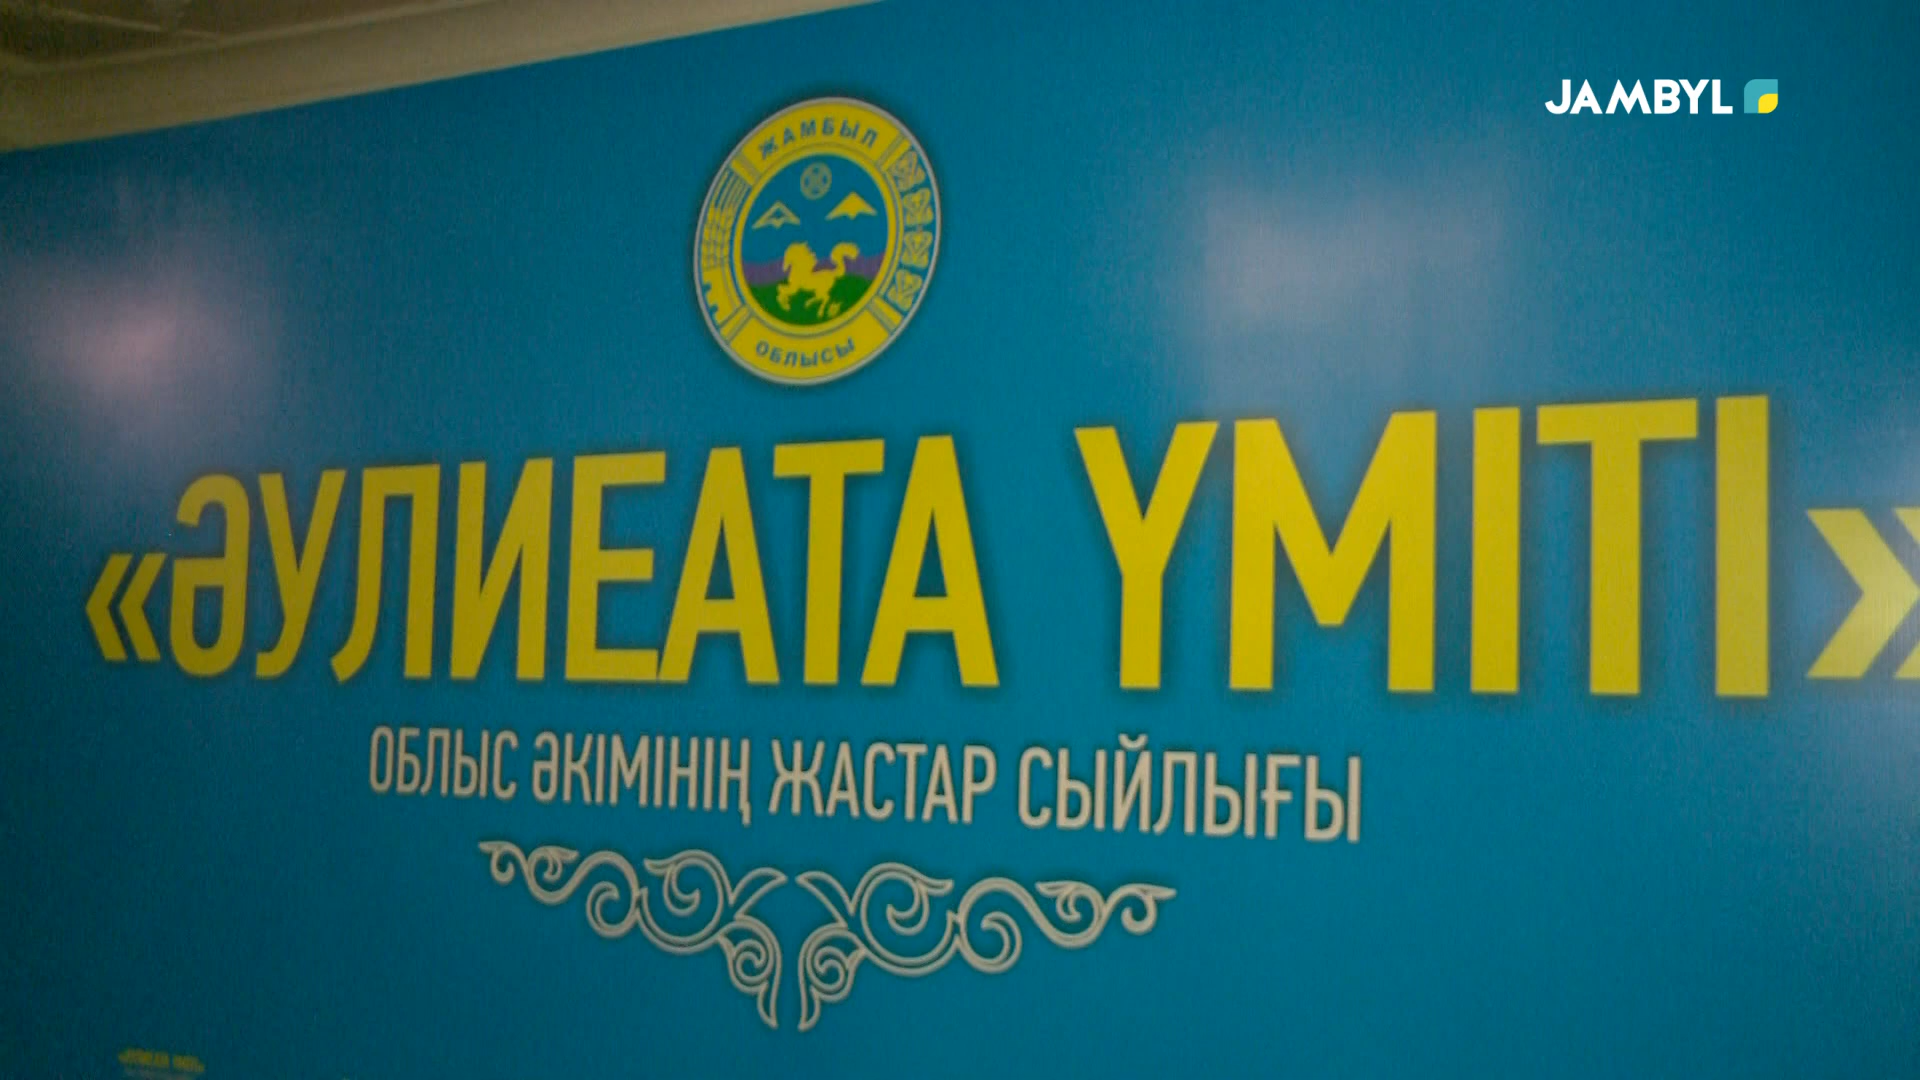 JAMBYL
ЖАМБЫЛ
ОБЛЫСЫ
«ӘУЛИЕАТА ҮМІТІ»
ОБЛЫС ӘКІМІНІҢ ЖАСТАР СЫЙЛЫҒЫ